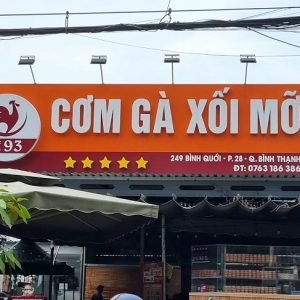 93
CƠM GÀ XỐI MỠ
249 BÌNH QUỚI - P. 28 - Q. BÌNH THẠNH
ĐT: 0763 186 386